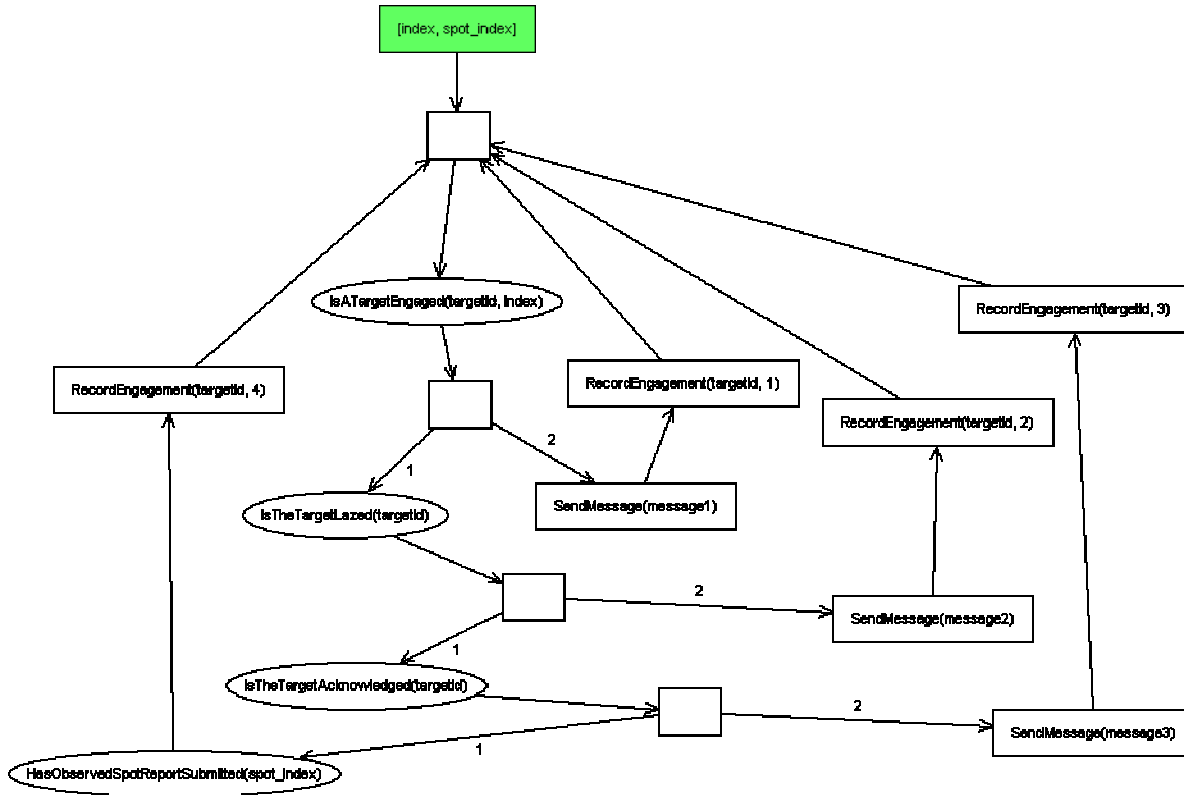 [index, spot_index]
IsATargetEngaged(targetId, index)
RecordEngagement(targetId, 3)
RecordEngagement(targetId, 4)
RecordEngagement(targetId, 1)
RecordEngagement(targetId, 2)
2
1
SendMessage(message1)
IsTheTargetLazed(targetId)
2
SendMessage(message2)
1
IsTheTargetAcknowledged(targetId)
2
SendMessage(message3)
1
HasObservedSpotReportSubmitted(spot_index)